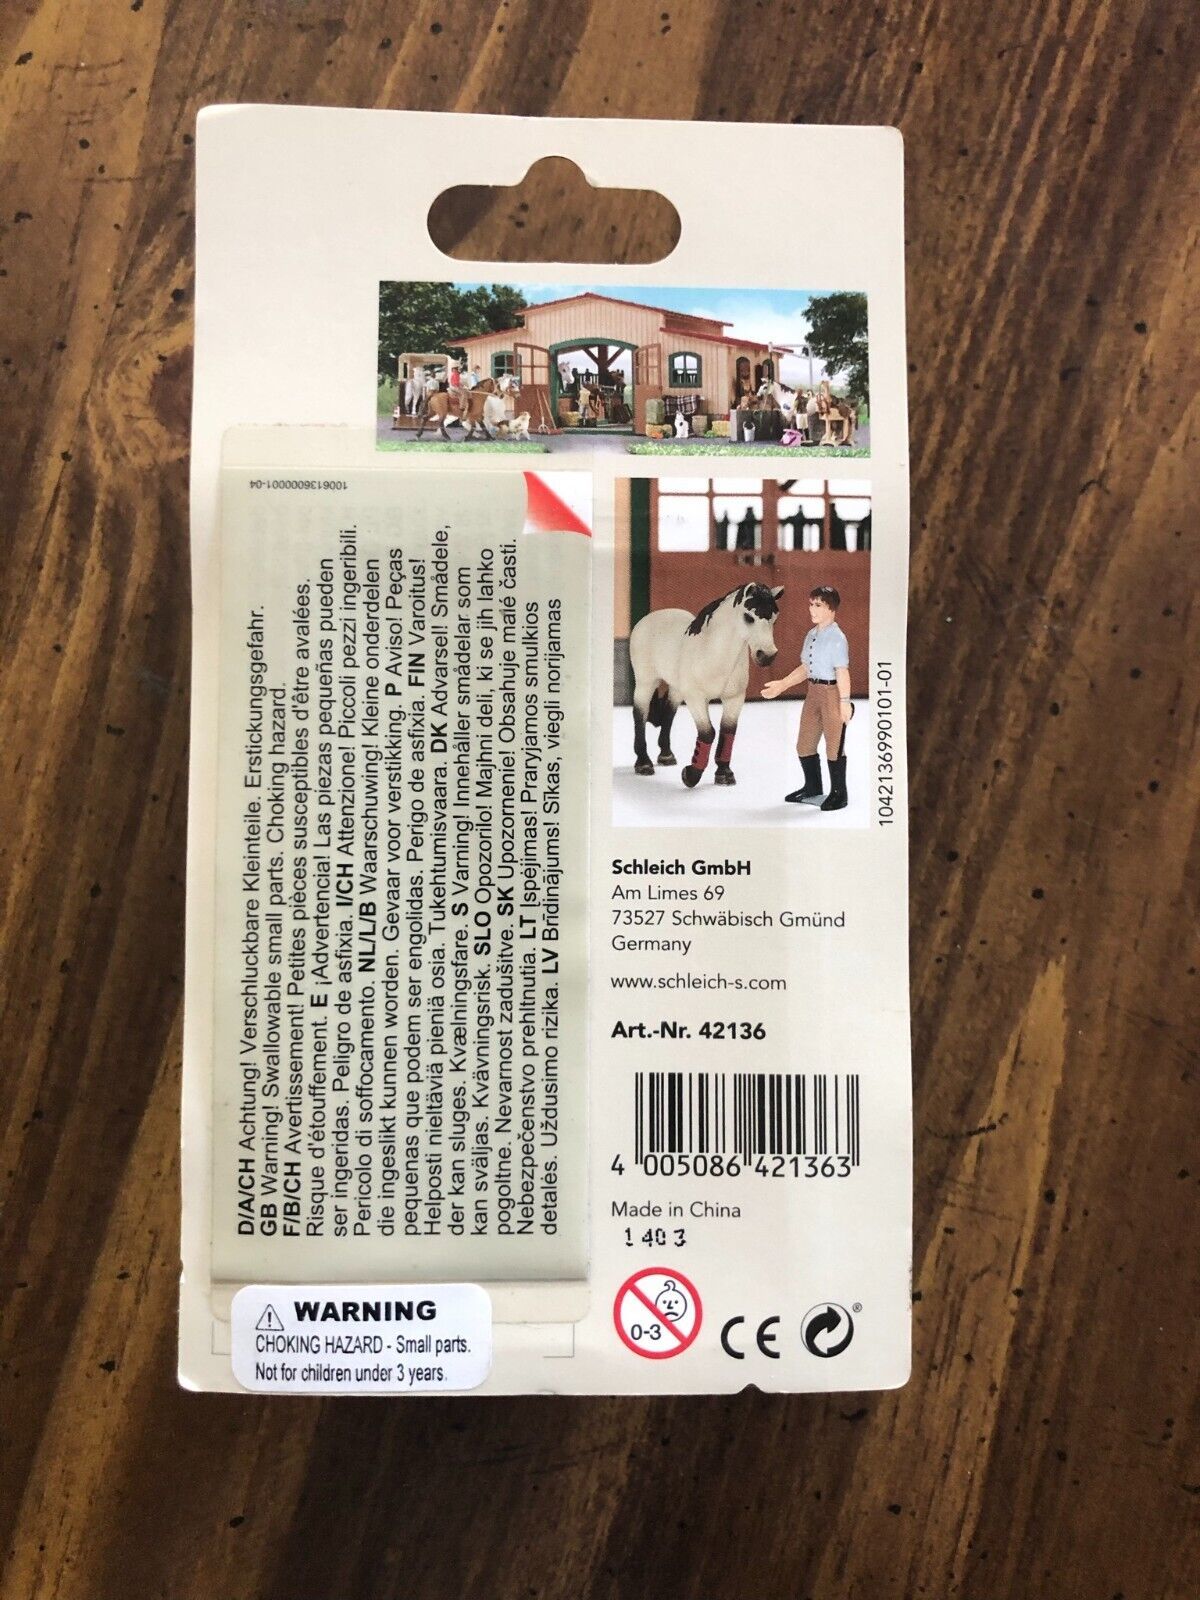 1006136000001-04
D/A/CH Achtung! Verschluckbare Kleinteile. Erstickungsgefahr.
GB Warning! Swallowable small parts. Choking hazard.
F/B/CH Avertissement! Petites pièces susceptibles d'être avalées.
Risque d'étouffement. E ¡Advertencia! Las piezas pequeñas pueden
ser ingeridas. Peligro de asfixia. I/CH Attenzione! Piccoli pezzi ingeribili.
Pericolo di soffocamento. NL/L/B Waarschuwing! Kleine onderdelen
die ingeslikt kunnen worden. Gevaar voor verstikking. P Aviso! Peças
pequenas que podem ser engolidas. Perigo de asfixia. FIN Varoitus!
Helposti nieltäviä pieniä osia. Tukehtumisvaara. DK Advarsel! Smådele,
der kan sluges. Kvælningsfare. S Varning! Innehåller smådelar som
kan sväljas. Kvävningsrisk. SLO Opozorilo! Majhni deli, ki se jih lahko
pogoltne. Nevarnost zadušitve. SK Upozornenie! Obsahuje malé časti.
Nebezpečenstvo prehltnutia. LT Įspėjimas! Praryjamos smulkios
detalės. Uždusimo rizika. LV Brīdinājums! Sīkas, viegli norijamas
1042136990101-01
Schleich GmbH
Am Limes 69
73527 Schwäbisch Gmünd
Germany
www.schleich-s.com
Art.-Nr. 42136
4 005086 421363
Made in China
1 403
0-3
CE
®
WARNING
CHOKING HAZARD - Small parts.
Not for children under 3 years.